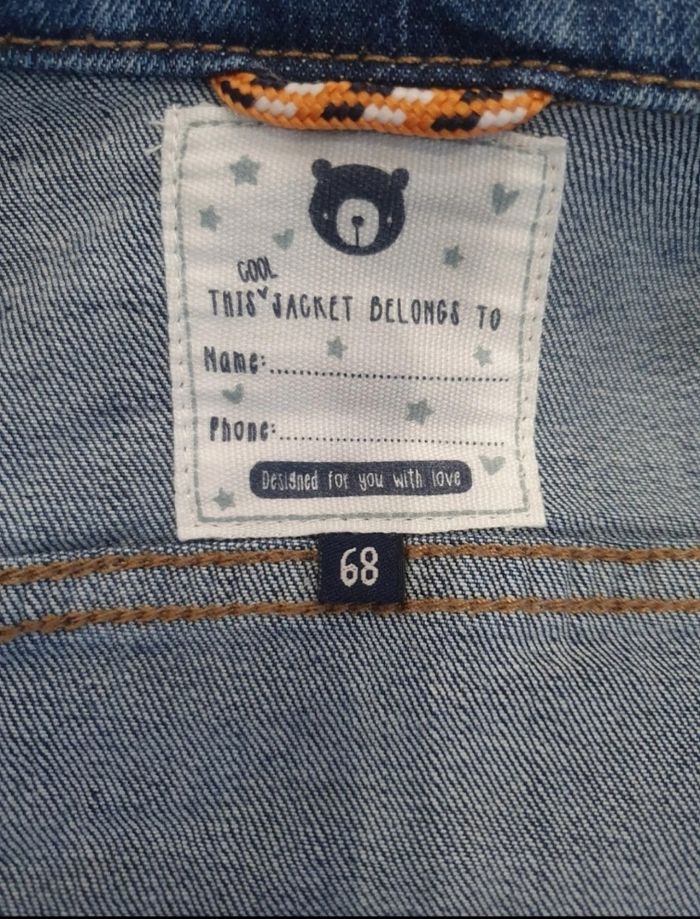 COOL
THIS ˅ JACKET BELONGS TO
Name:..............................
Phone:..............................
Designed for you with love
68